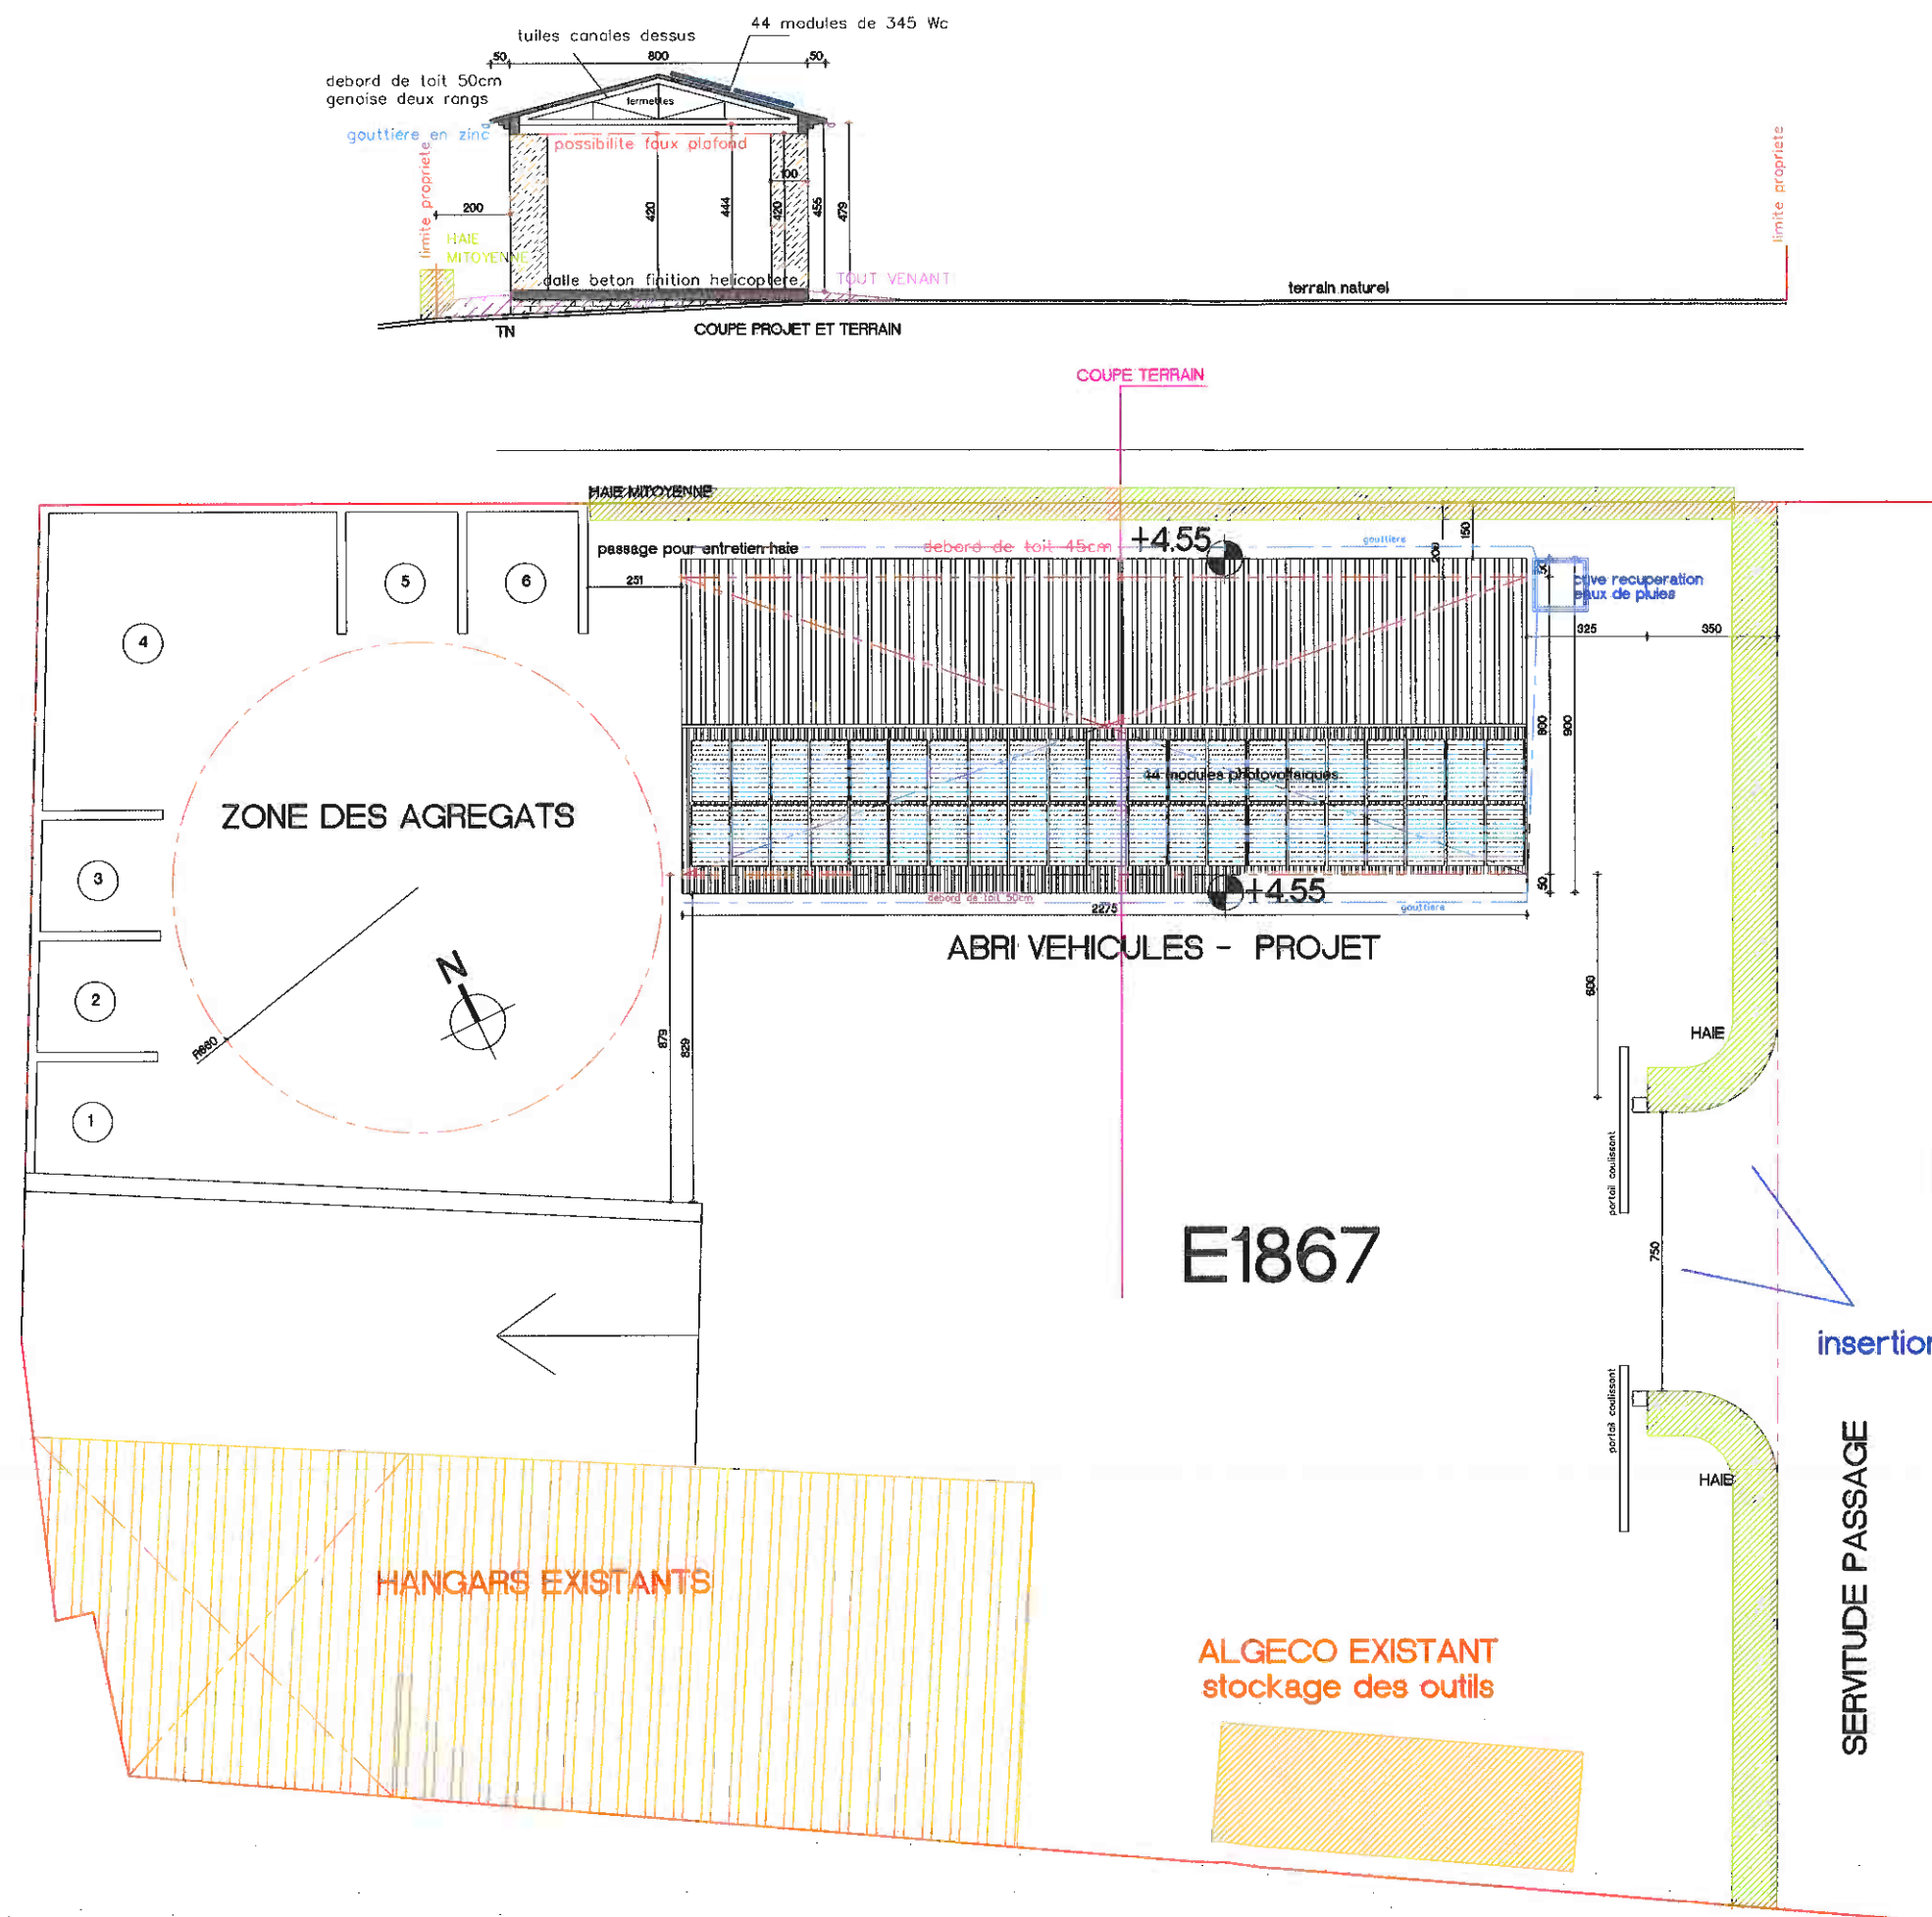 44 modules de 345 Wc
tuiles canales dessus
50
800
50
debord de toit 50cm
genoise deux rangs
fermettes
gouttiere en zinc
possibilite faux plafond
limite propriete
limite propriete
100
200
420
444
420
455
479
HAIE
MITOYENNE
dalle beton finition helicoptere
TOUT VENANT
terrain naturel
TN
COUPE PROJET ET TERRAIN
COUPE TERRAIN
HAIE MITOYENNE
passage pour entretien haie
debord de toit 45cm
+4.55
gouttiere
200
150
251
50
cuve recuperation
eaux de pluies
325
350
5
6
4
800
900
44 modules photovoltaiques
ZONE DES AGREGATS
3
50
+4.55
debord de toit 50cm
gouttiere
2275
ABRI VEHICULES - PROJET
N
2
600
R660
879
829
HAIE
1
portail coulissant
E1867
750
insertion
portail coulissant
HAIE
SERVITUDE PASSAGE
HANGARS EXISTANTS
ALGECO EXISTANT
stockage des outils